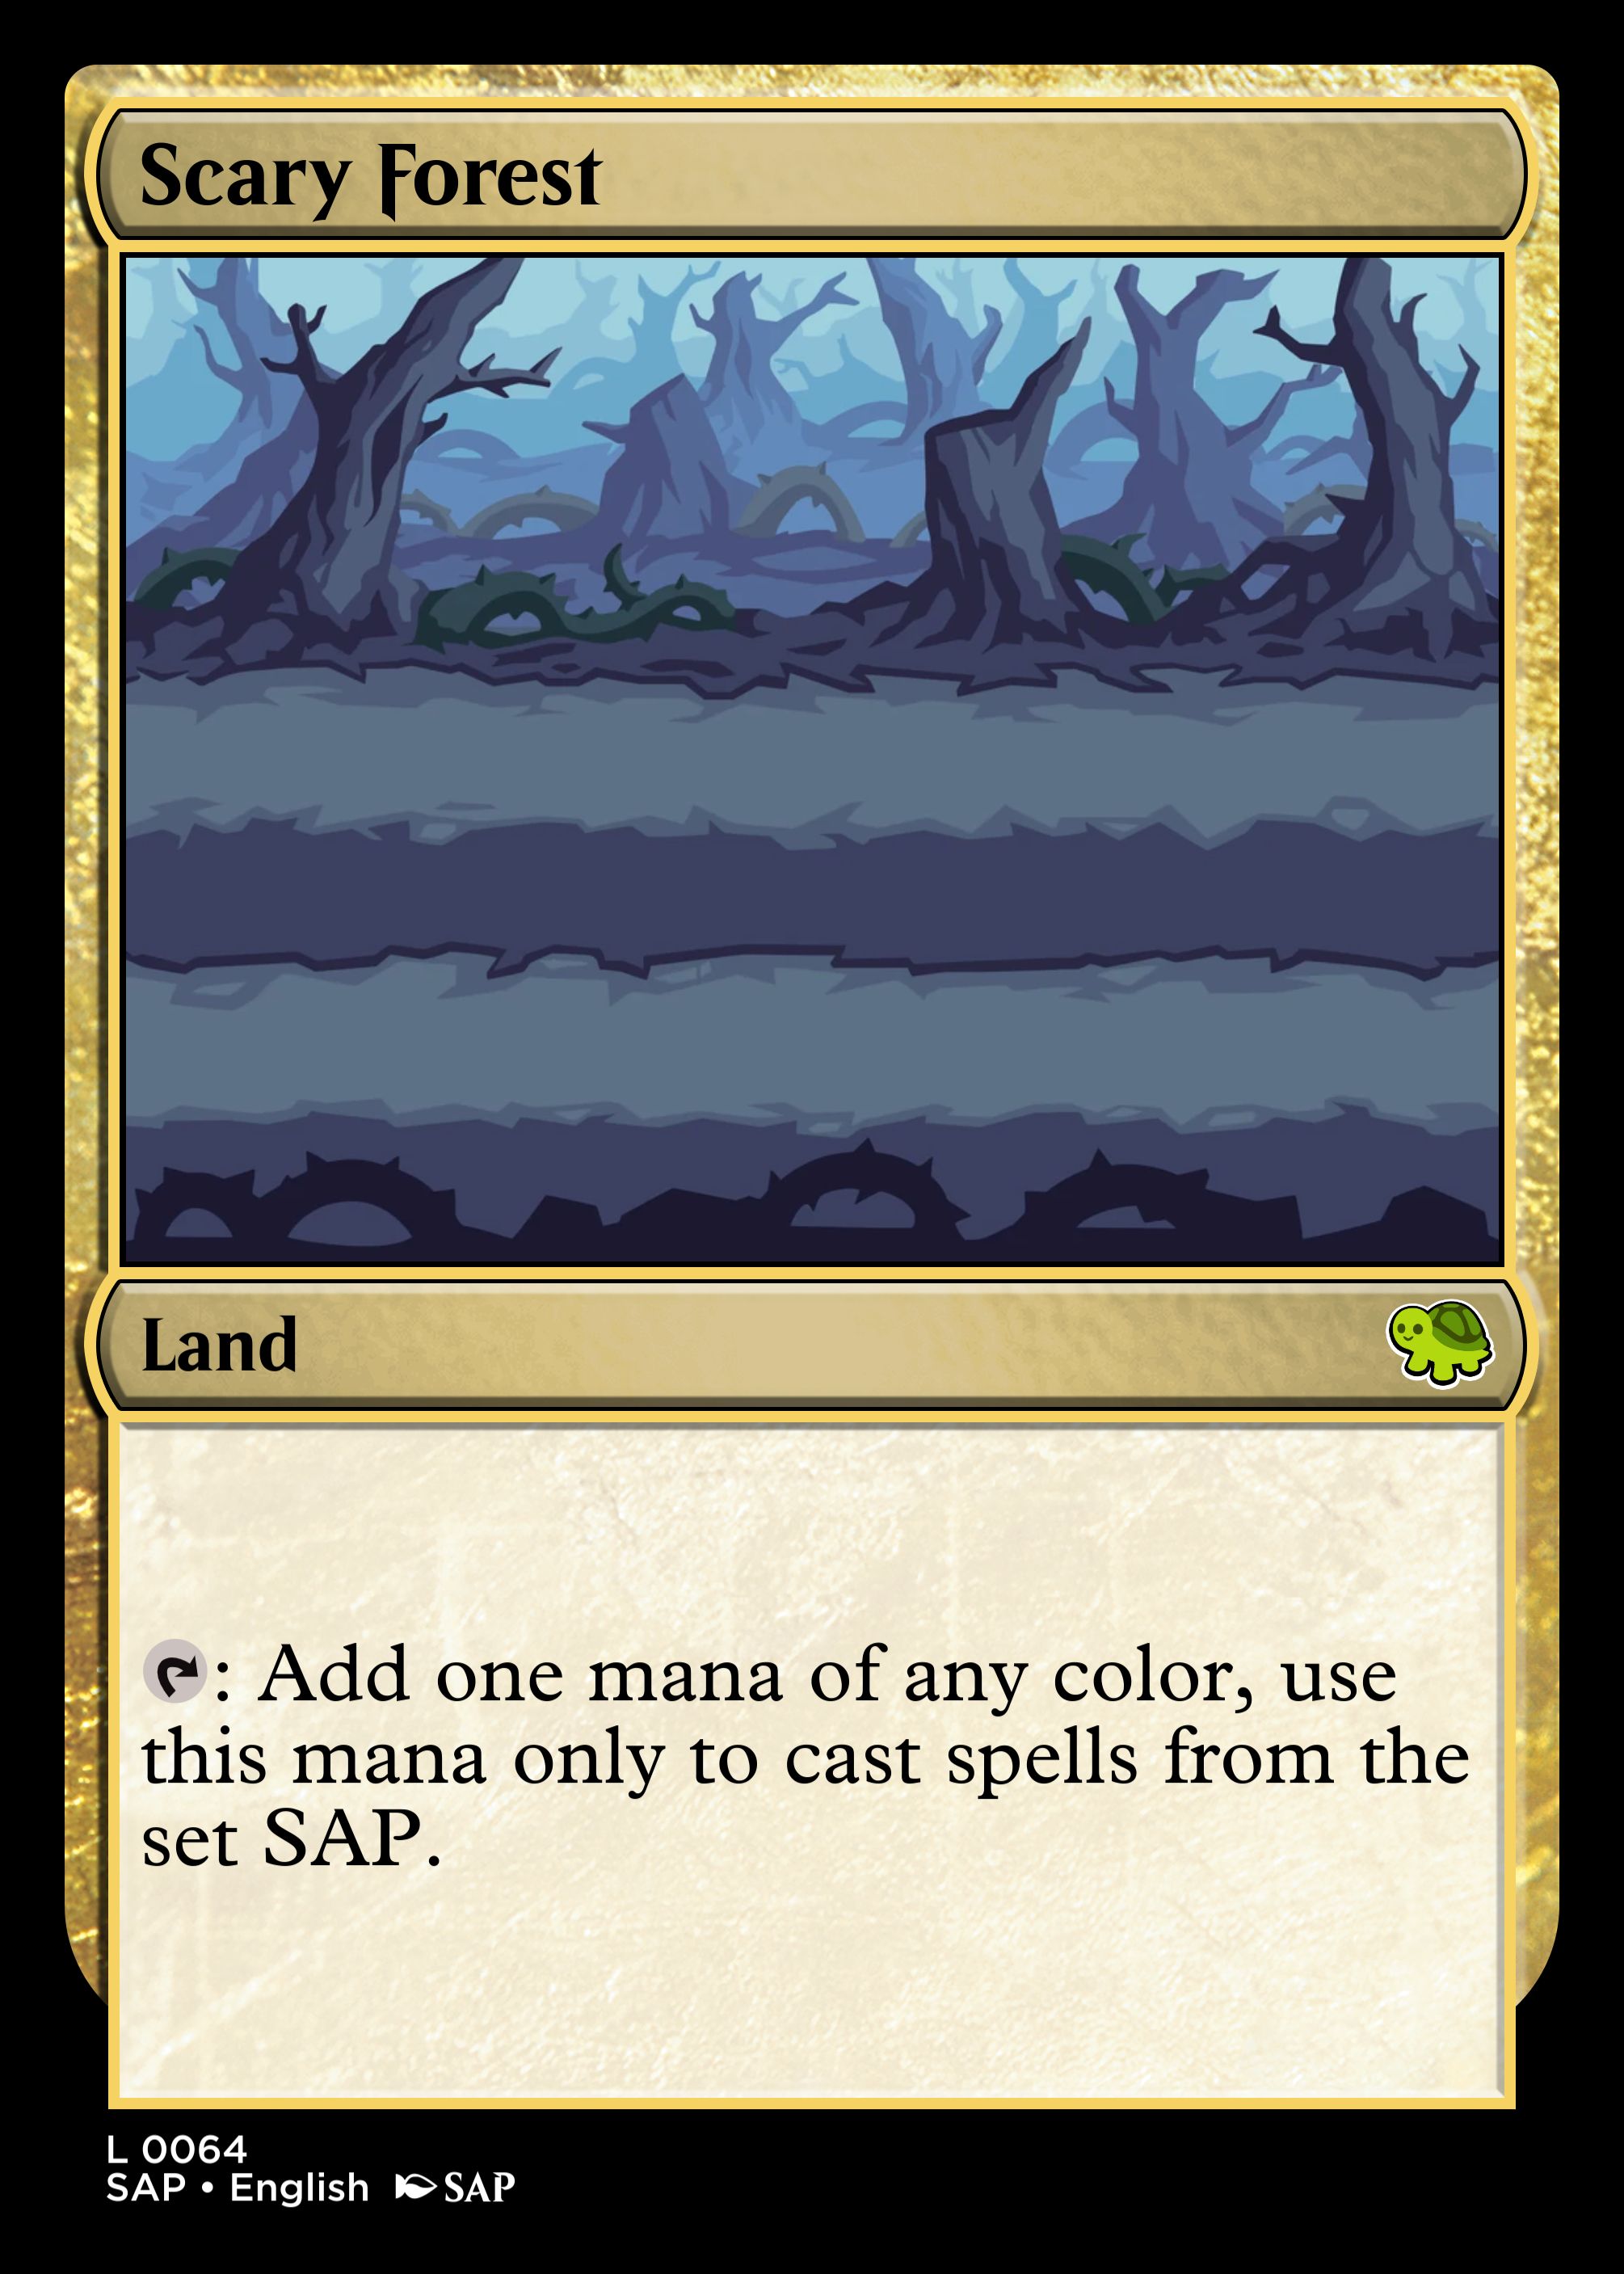 Scary Forest
Land
: Add one mana of any color, use
this mana only to cast spells from the
set SAP.
L 0064
SAP • English SAP